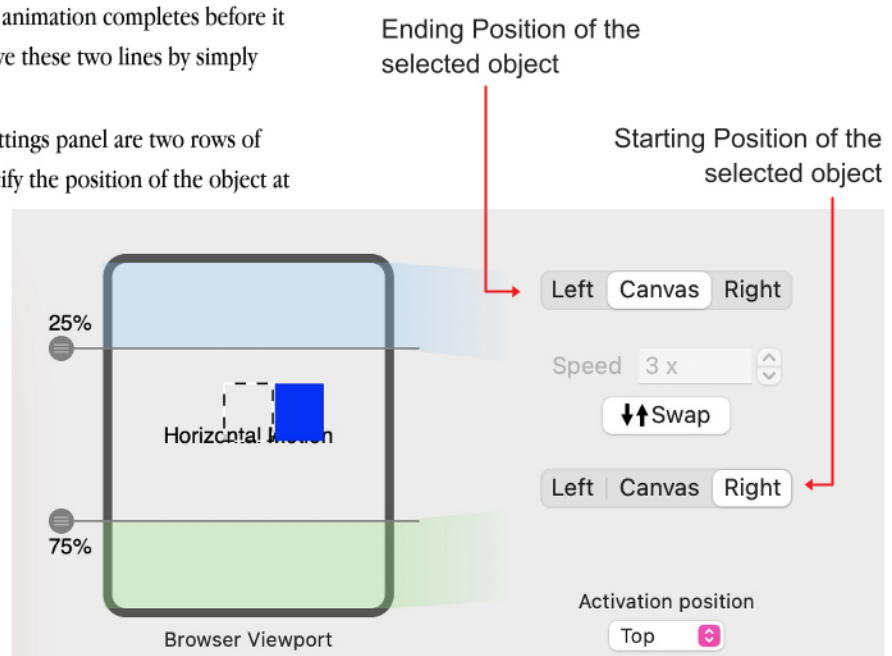 animation completes before it
ve these two lines by simply
ttings panel are two rows of
ify the position of the object at
Ending Position of the
selected object
Starting Position of the
selected object
25%
75%
Horizontal Motion
Browser Viewport
Left Canvas Right
Speed 3 x
Swap
Left Canvas Right
Activation position
Top